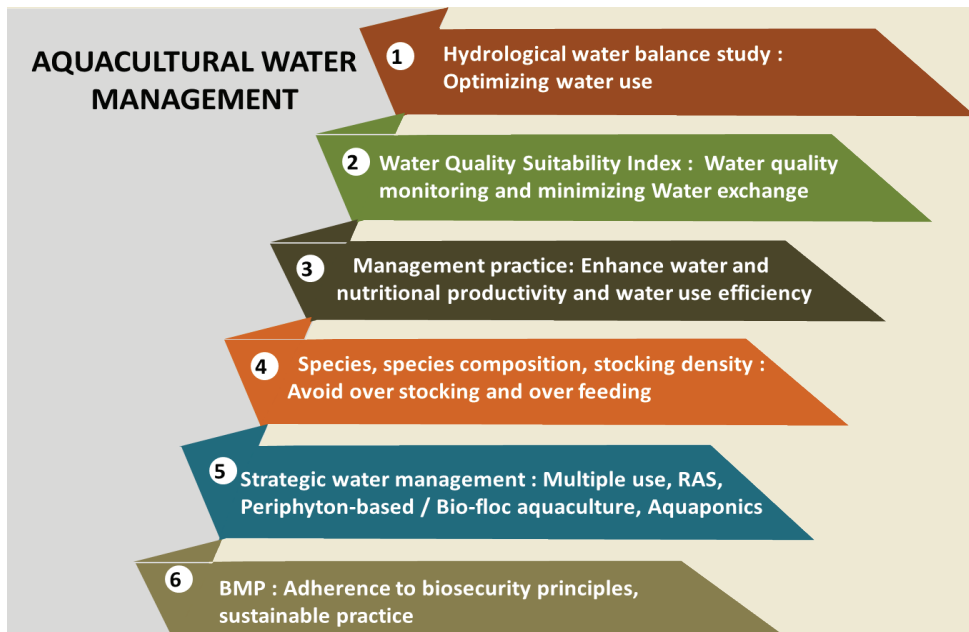 AQUACULTURAL WATER
MANAGEMENT
1 Hydrological water balance study :
Optimizing water use
2 Water Quality Suitability Index : Water quality
monitoring and minimizing Water exchange
3 Management practice: Enhance water and
nutritional productivity and water use efficiency
4 Species, species composition, stocking density :
Avoid over stocking and over feeding
5 Strategic water management : Multiple use, RAS,
Periphyton-based / Bio-floc aquaculture, Aquaponics
6 BMP : Adherence to biosecurity principles,
sustainable practice